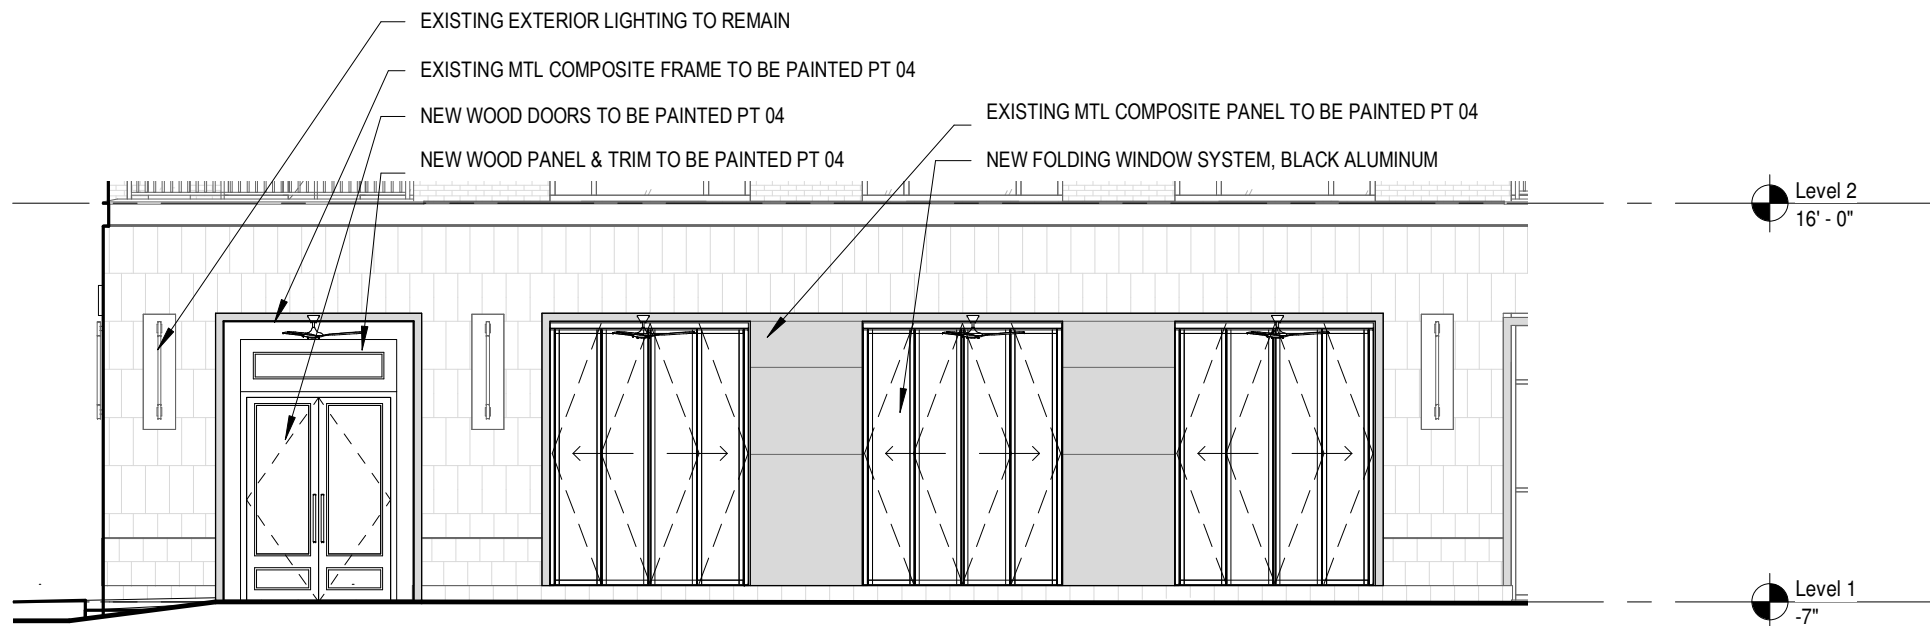 EXISTING EXTERIOR LIGHTING TO REMAIN
EXISTING MTL COMPOSITE FRAME TO BE PAINTED PT 04
NEW WOOD DOORS TO BE PAINTED PT 04
NEW WOOD PANEL & TRIM TO BE PAINTED PT 04
EXISTING MTL COMPOSITE PANEL TO BE PAINTED PT 04
NEW FOLDING WINDOW SYSTEM, BLACK ALUMINUM
Level 2
16' - 0"
Level 1
-7"